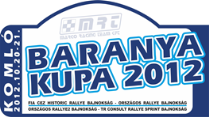 mrt
KOMLÓ
2012.10.20-21.
BARANYA
KUPA 2012
FIA CEZ HISTORIC RALLYE BAJNOKSÁG - ORSZÁGOS RALLYE BAJNOKSÁG
ORSZÁGOS RALLYE2 BAJNOKSÁG - TR CONSULT RALLYE SPRINT BAJNOKSÁG